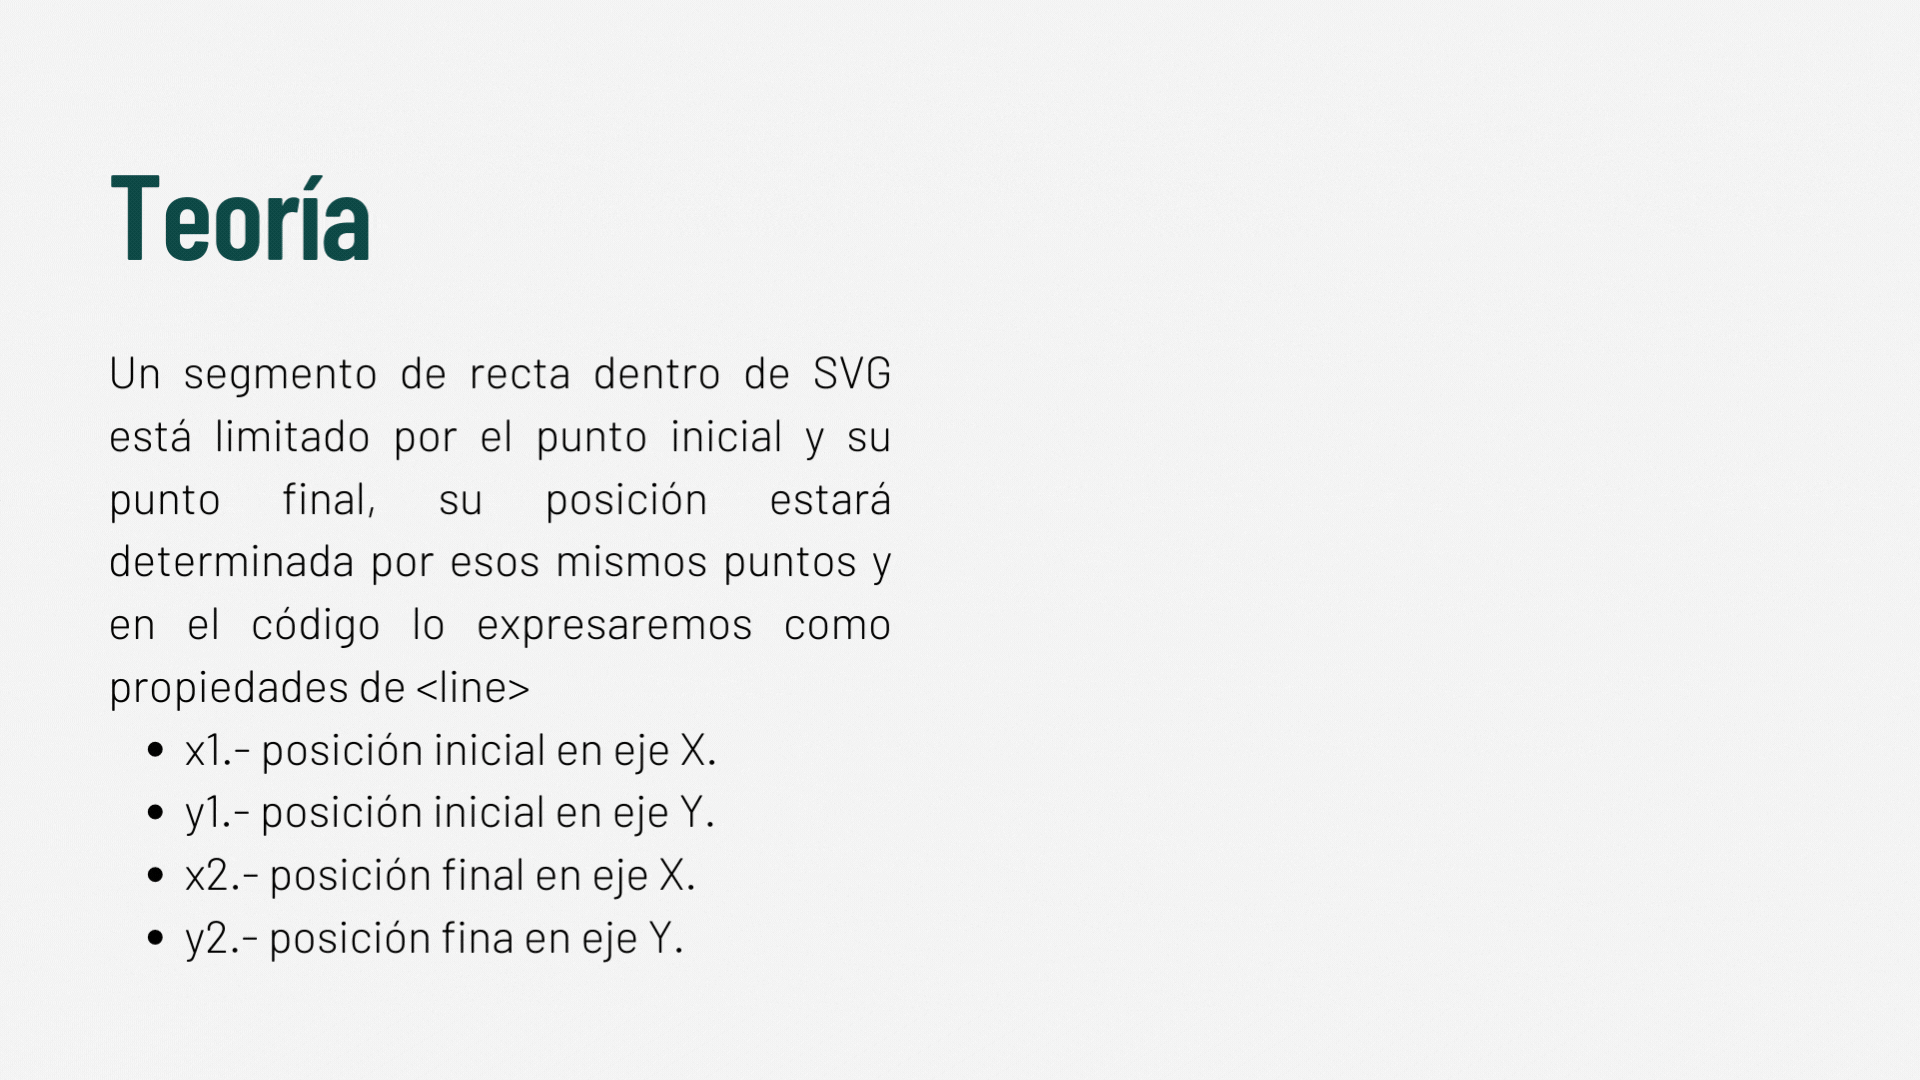 Teoría
Un segmento de recta dentro de SVG
está limitado por el punto inicial y su
punto final, su posición estará
determinada por esos mismos puntos y
en el código lo expresaremos como
propiedades de <line>
• x1.- posición inicial en eje X.
• y1.- posición inicial en eje Y.
• x2.- posición final en eje X.
• y2.- posición fina en eje Y.